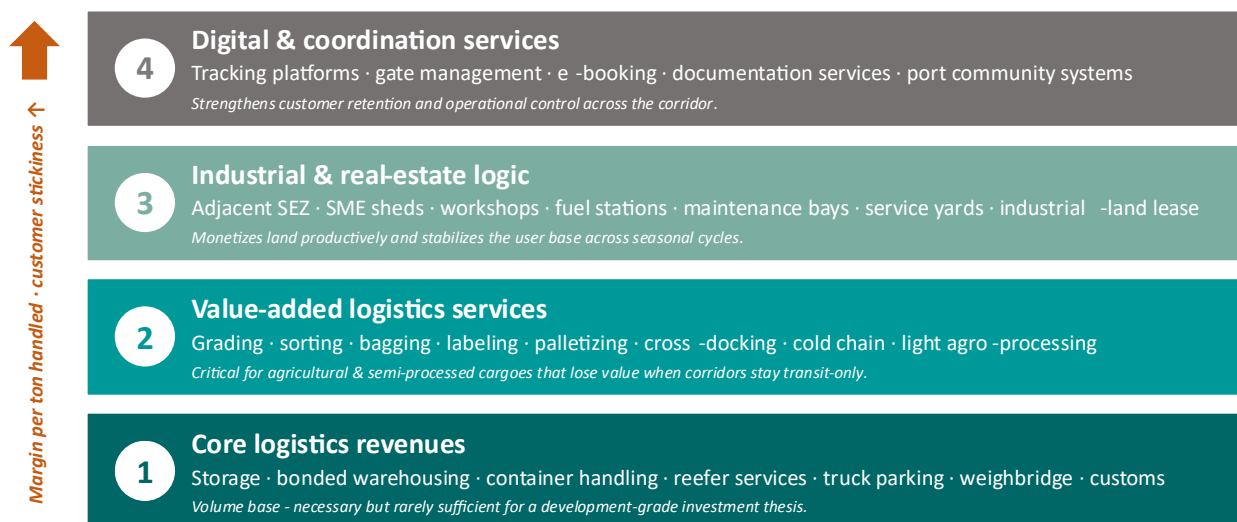 4
Digital & coordination services
Tracking platforms · gate management · e -booking · documentation services · port community systems
Strengthens customer retention and operational control across the corridor.
3
Industrial & real-estate logic
Adjacent SEZ · SME sheds · workshops · fuel stations · maintenance bays · service yards · industrial -land lease
Monetizes land productively and stabilizes the user base across seasonal cycles.
2
Value-added logistics services
Grading · sorting · bagging · labeling · palletizing · cross -docking · cold chain · light agro -processing
Critical for agricultural & semi-processed cargoes that lose value when corridors stay transit-only.
1
Core logistics revenues
Storage · bonded warehousing · container handling · reefer services · truck parking · weighbridge · customs
Volume base - necessary but rarely sufficient for a development-grade investment thesis.
Margin per ton handled · customer stickiness ↑